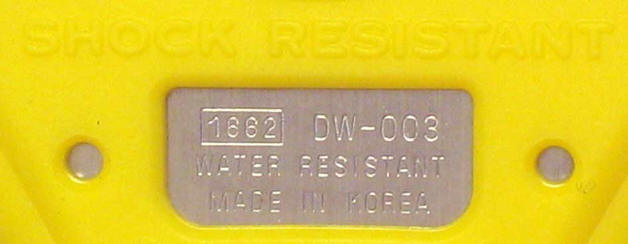 SHOCK RESISTANT
1662 DW-003
WATER RESISTANT
MADE IN KOREA